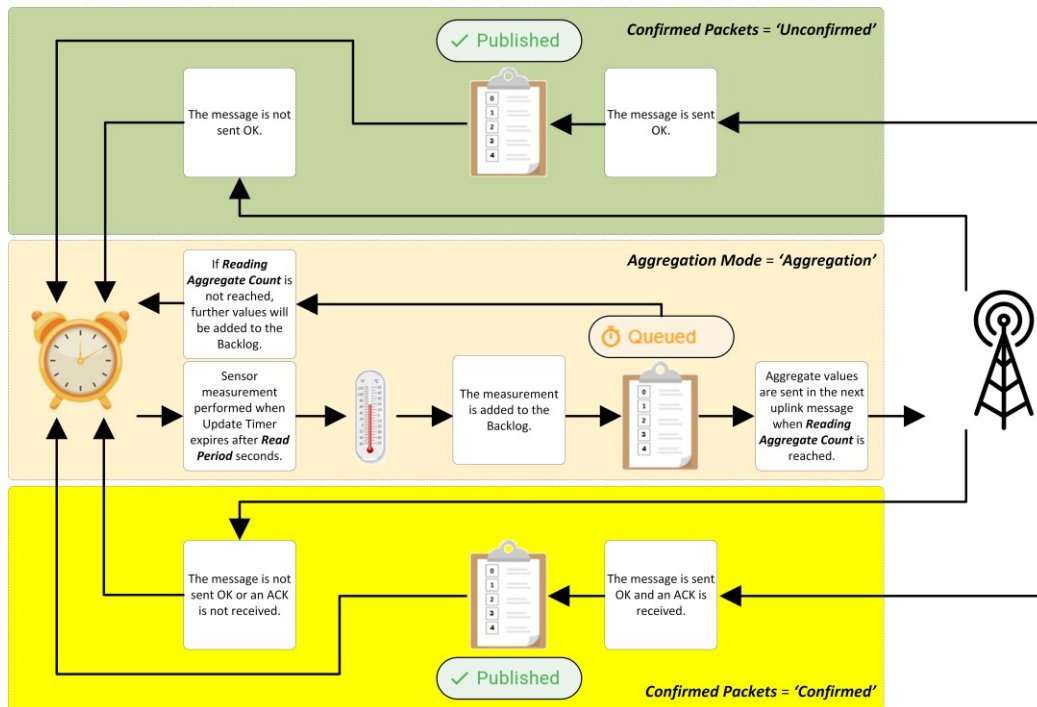 Confirmed Packets = ‘Unconfirmed’
Published
The message is not
sent OK.
0
1
2
3
4
The message is sent
OK.
Aggregation Mode = ‘Aggregation’
If Reading
Aggregate Count is
not reached,
further values will
be added to the
Backlog.
Queued
Sensor
measurement
performed when
Update Timer
expires after Read
Period seconds.
The measurement
is added to the
Backlog.
0
1
2
3
4
Aggregate values
are sent in the next
uplink message
when Reading
Aggregate Count is
reached.
The message is not
sent OK or an ACK
is not received.
0
1
2
3
4
The message is sent
OK and an ACK is
received.
Published
Confirmed Packets = ‘Confirmed’